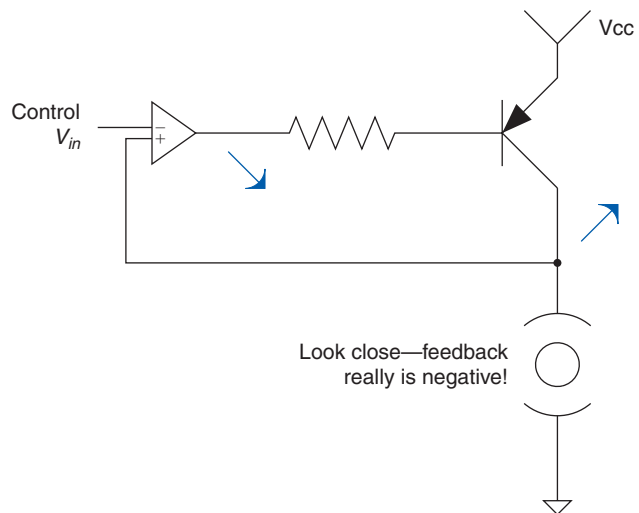 Vcc
Control
Vin
−
+
Look close—feedback
really is negative!